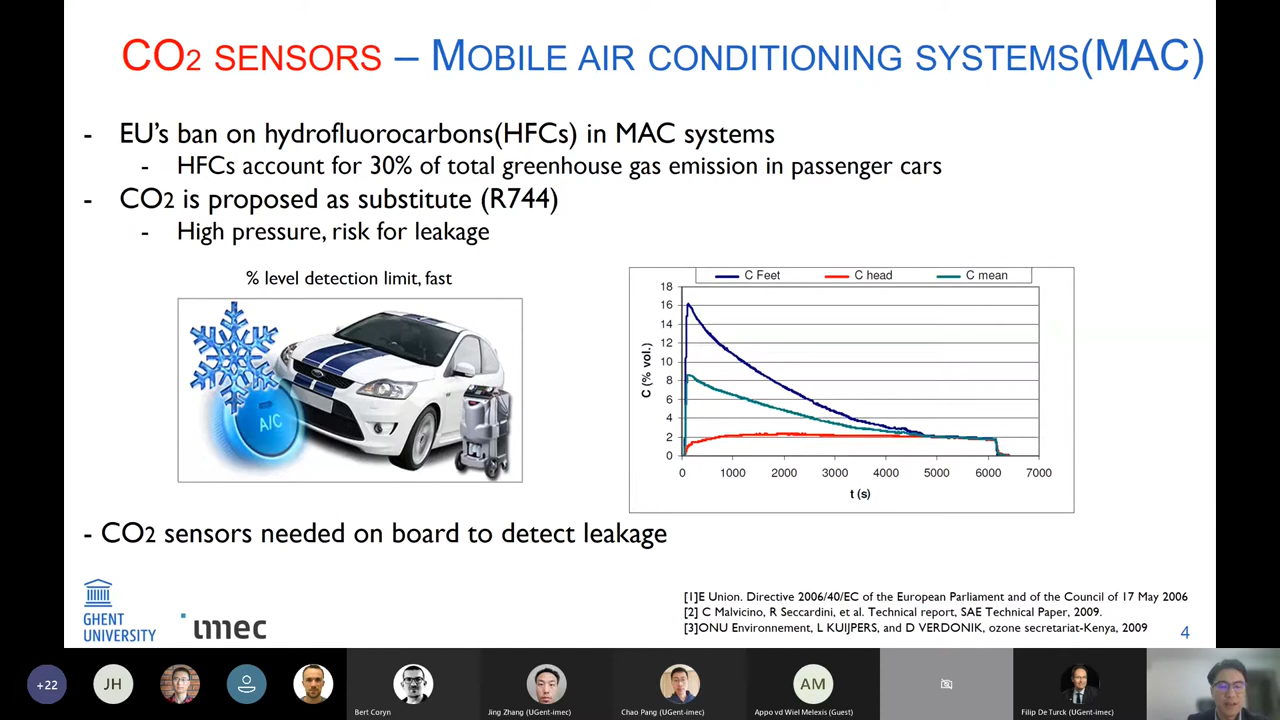 CO2 SENSORS – MOBILE AIR CONDITIONING SYSTEMS(MAC)
- EU's ban on hydrofluorocarbons(HFCs) in MAC systems
- HFCs account for 30% of total greenhouse gas emission in passenger cars
- CO2 is proposed as substitute (R744)
- High pressure, risk for leakage
% level detection limit, fast
A/C
C Feet C head C mean
C (% vol.)
18
16
14
12
10
8
6
4
2
0
0 1000 2000 3000 4000 5000 6000 7000
t (s)
- CO2 sensors needed on board to detect leakage
[1]E Union. Directive 2006/40/EC of the European Parliament and of the Council of 17 May 2006
[2] C Malvicino, R Seccardini, et al. Technical report, SAE Technical Paper, 2009.
[3]ONU Environnement, L KUIJPERS, and D VERDONIK, ozone secretariat-Kenya, 2009
4
GHENT
UNIVERSITY
imec
+22
JH
AM
Bert Coryn
Jing Zhang (UGent-imec)
Chao Pang (UGent-imec)
Appo vd Wiel Melexis (Guest)
Filip De Turck (UGent-imec)